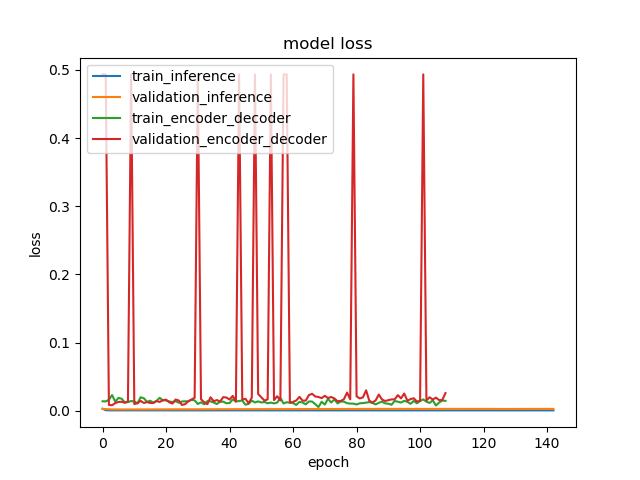 model loss
train_inference
validation_inference
train_encoder_decoder
validation_encoder_decoder
loss
0.5
0.4
0.3
0.2
0.1
0.0
0 20 40 60 80 100 120 140
epoch